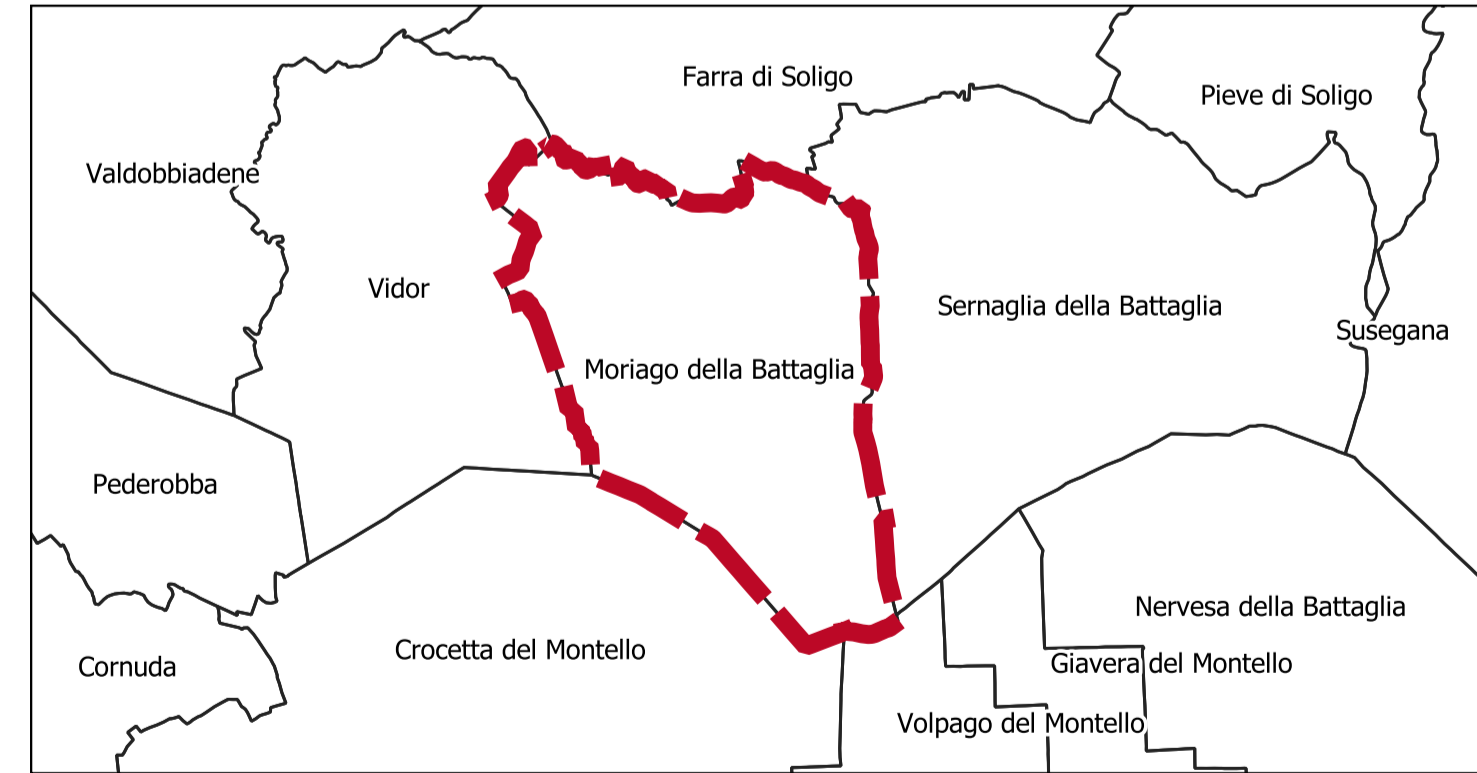 Farra di Soligo
Pieve di Soligo
Valdobbiadene
Vidor
Sernaglia della Battaglia
Susegana
Moriago della Battaglia
Pederobba
Nervesa della Battaglia
Crocetta del Montello
Giavera del Montello
Cornuda
Volpago del Montello